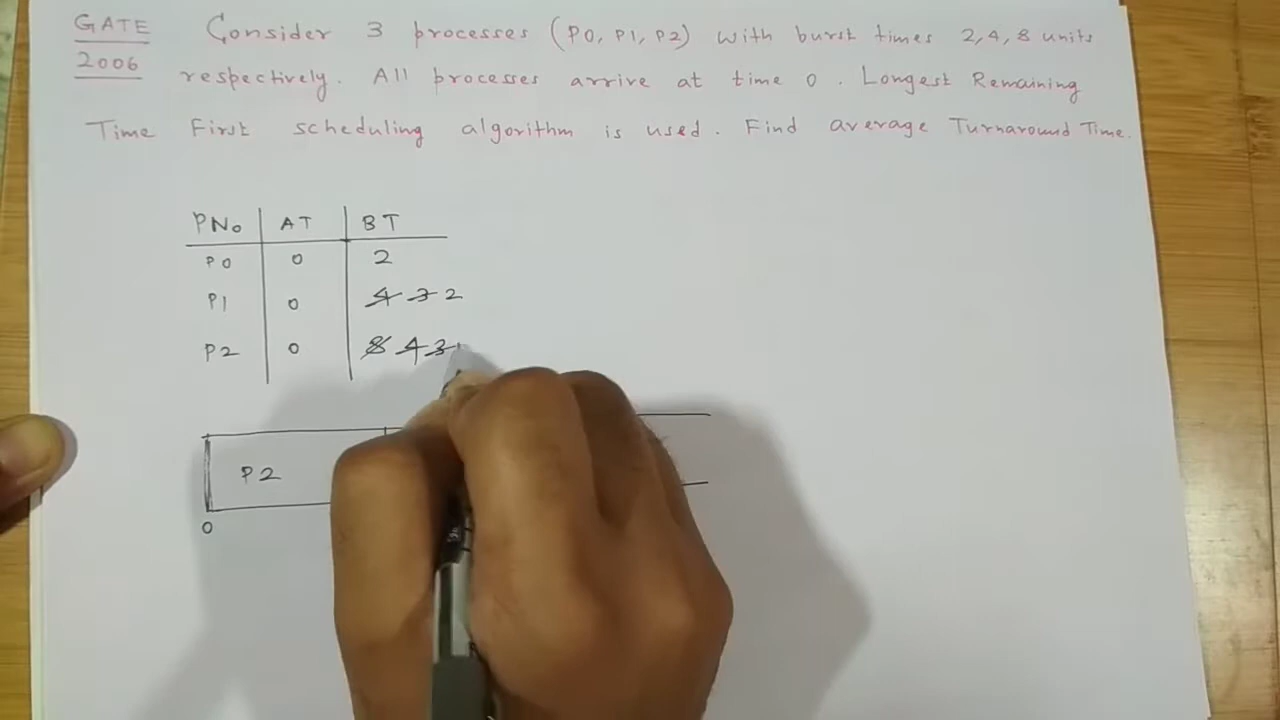 GATE 2006
Consider 3 processes (P0, P1, P2) with burst times 2, 4, 8 units
respectively. All processes arrive at time 0. Longest Remaining
Time First scheduling algorithm is used. Find average Turnaround Time.
PNo AT BT
P0 0 2
P1 0 4 3 2
P2 0 8 4 3
P2
0